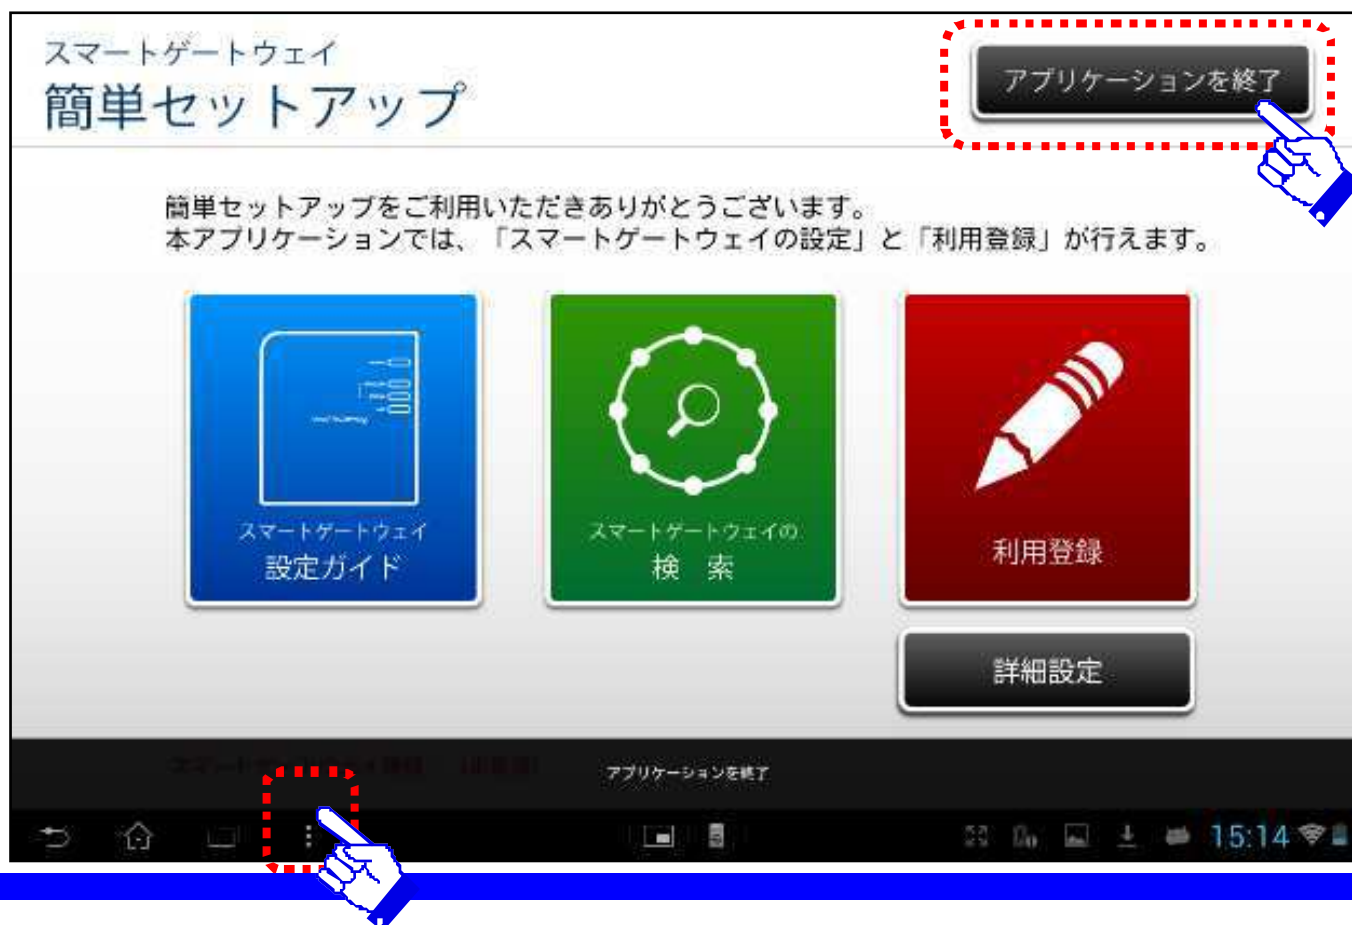 スマートゲートウェイ
簡単セットアップ
アプリケーションを終了
簡単セットアップをご利用いただきありがとうございます。
本アプリケーションでは、「スマートゲートウェイの設定」と「利用登録」が行えます。
スマートゲートウェイ
設定ガイド
スマートゲートウェイの
検 索
利用登録
詳細設定
アプリケーションを終了
15:14